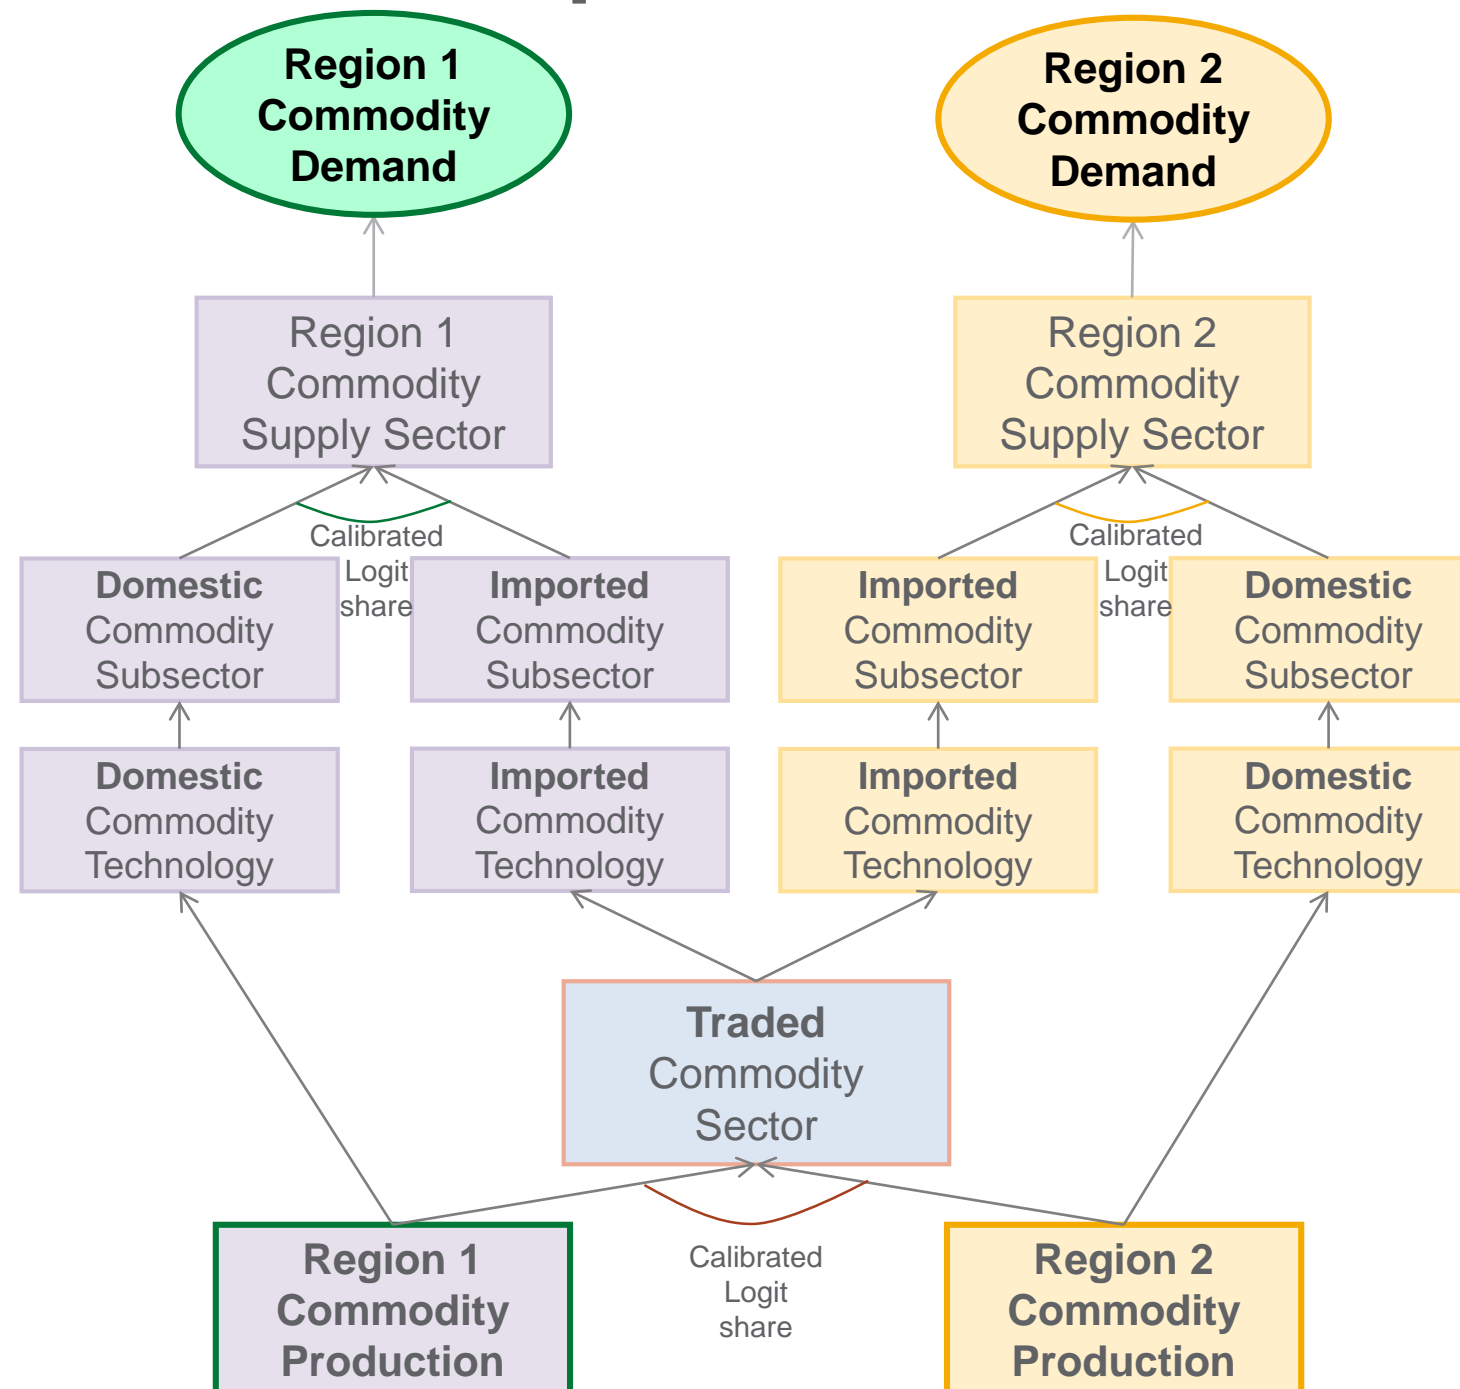 Region 1
Commodity
Demand
Region 2
Commodity
Demand
Region 1
Commodity
Supply Sector
Region 2
Commodity
Supply Sector
Calibrated
Logit
share
Calibrated
Logit
share
Domestic
Commodity
Subsector
Imported
Commodity
Subsector
Imported
Commodity
Subsector
Domestic
Commodity
Subsector
Domestic
Commodity
Technology
Imported
Commodity
Technology
Imported
Commodity
Technology
Domestic
Commodity
Technology
Traded
Commodity
Sector
Region 1
Commodity
Production
Calibrated
Logit
share
Region 2
Commodity
Production